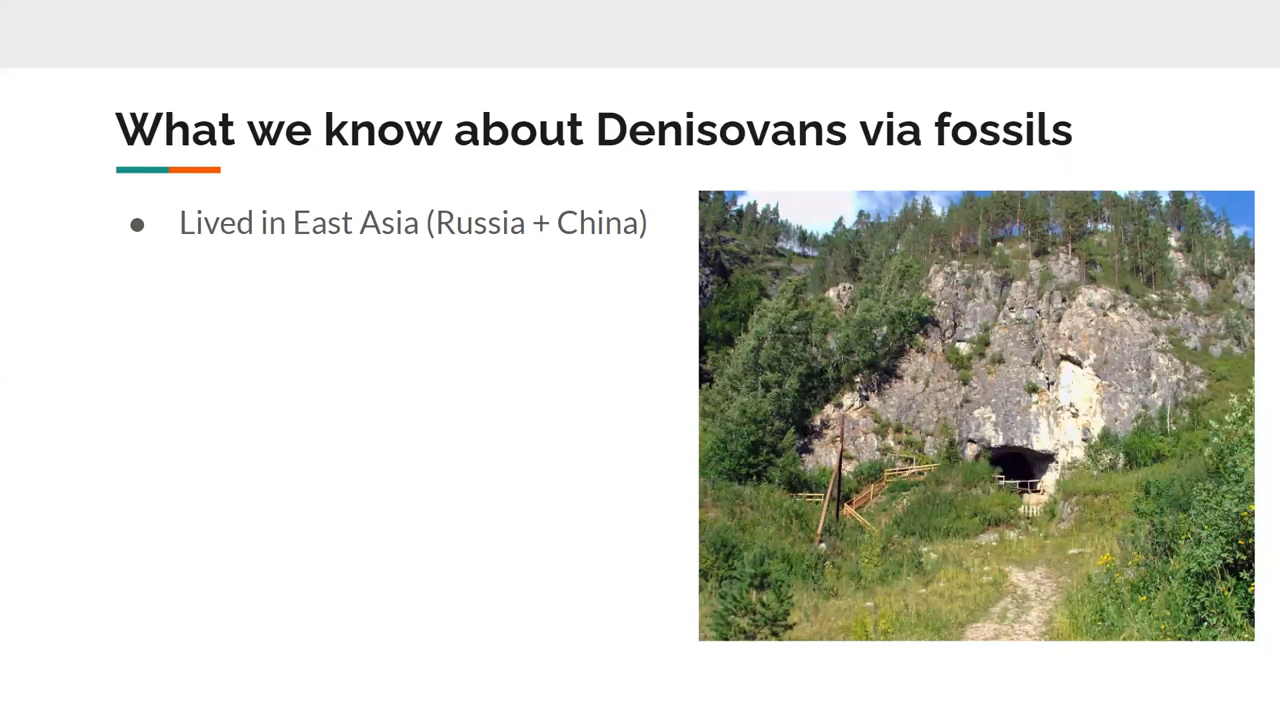 What we know about Denisovans via fossils
● Lived in East Asia (Russia + China)